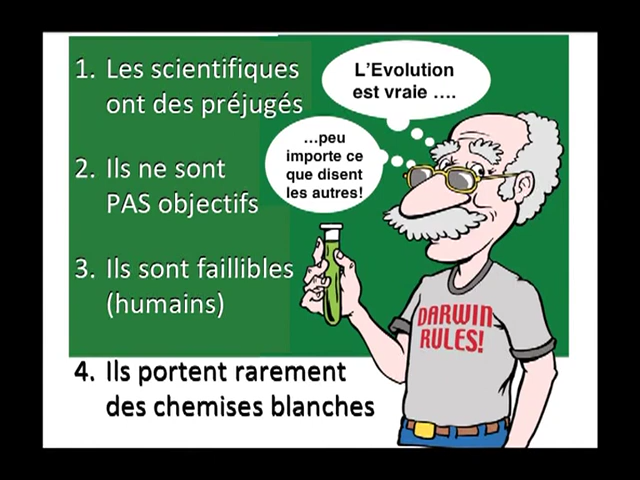 1. Les scientifiques
ont des préjugés
2. Ils ne sont
PAS objectifs
3. Ils sont faillibles
(humains)
4. Ils portent rarement
des chemises blanches
L’Evolution
est vraie ….
…peu
importe ce
que disent
les autres!
DARWIN
RULES!